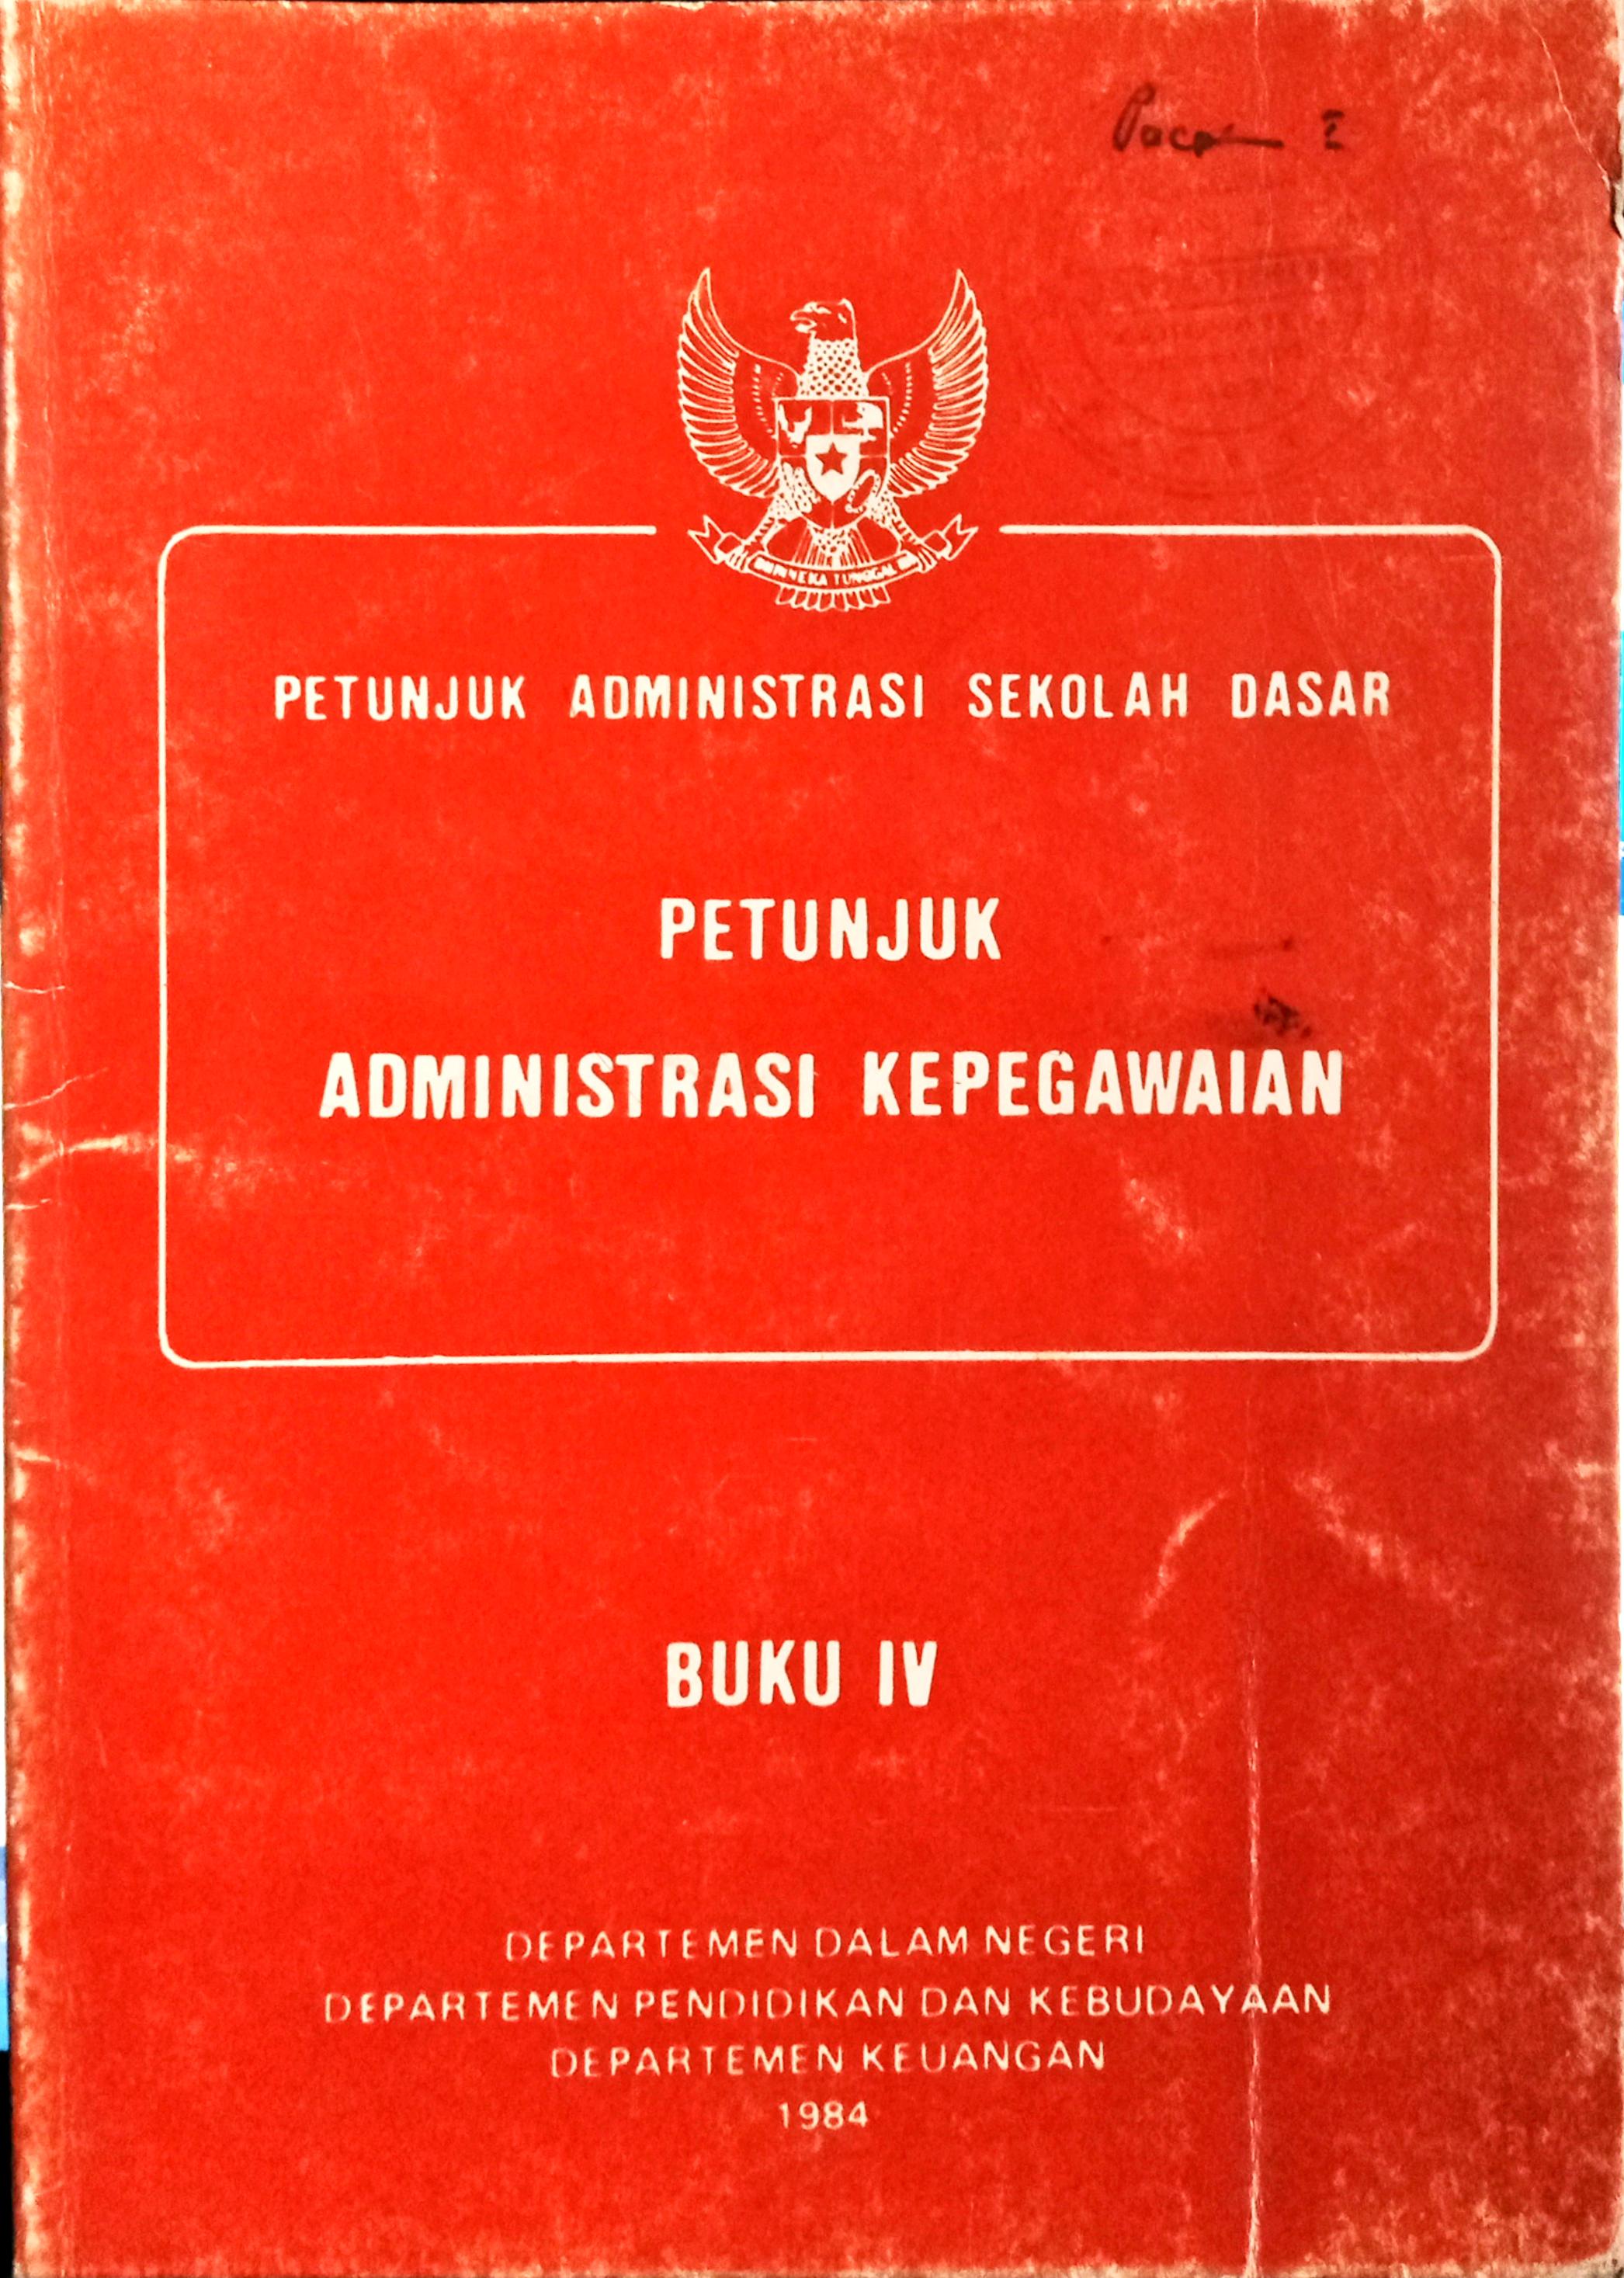 PETUNJUK ADMINISTRASI SEKOLAH DASAR
PETUNJUK
ADMINISTRASI KEPEGAWAIAN
BUKU IV
DEPARTEMEN DALAM NEGERI
DEPARTEMEN PENDIDIKAN DAN KEBUDAYAAN
DEPARTEMEN KEUANGAN
1984